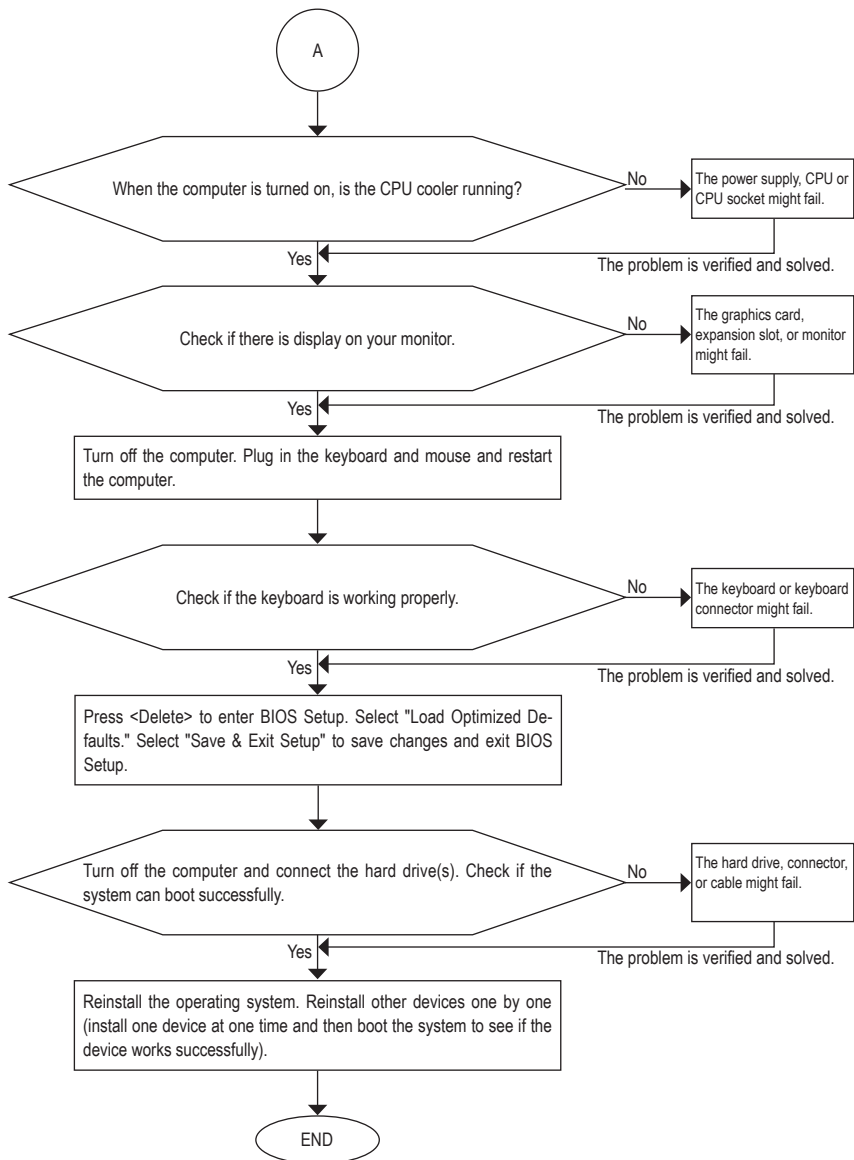 A
When the computer is turned on, is the CPU cooler running?
No
The power supply, CPU or
CPU socket might fail.
Yes
The problem is verified and solved.
Check if there is display on your monitor.
No
The graphics card,
expansion slot, or monitor
might fail.
Yes
The problem is verified and solved.
Turn off the computer. Plug in the keyboard and mouse and restart
the computer.
Check if the keyboard is working properly.
No
The keyboard or keyboard
connector might fail.
Yes
The problem is verified and solved.
Press <Delete> to enter BIOS Setup. Select "Load Optimized De-
faults." Select "Save & Exit Setup" to save changes and exit BIOS
Setup.
Turn off the computer and connect the hard drive(s). Check if the
system can boot successfully.
No
The hard drive, connector,
or cable might fail.
Yes
The problem is verified and solved.
Reinstall the operating system. Reinstall other devices one by one
(install one device at one time and then boot the system to see if the
device works successfully).
END